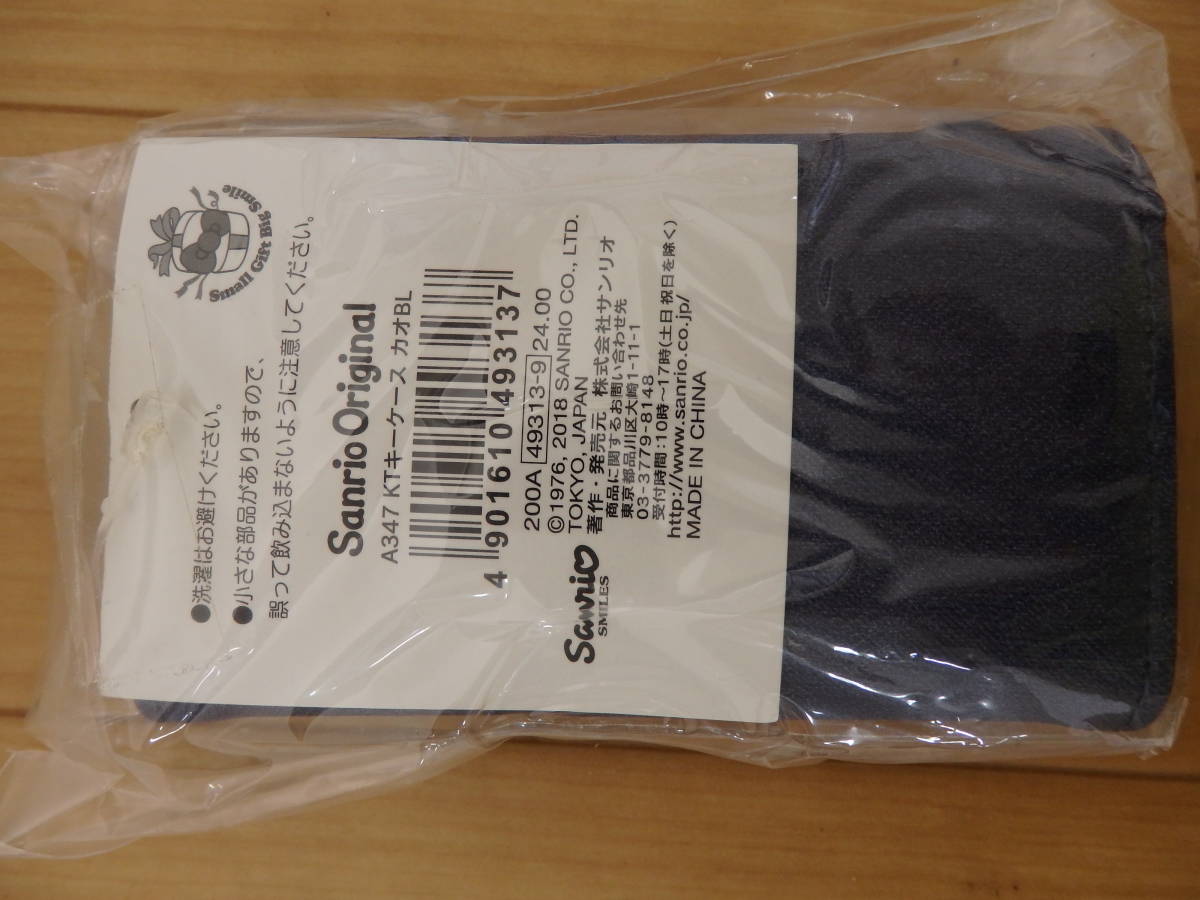 Small Gift Big Smile
●洗濯はお避けください。
●小さな部品がありますので、
誤って飲み込まないように注意してください。
Sanrio Original
A347 KTキーケース カオBL
4 901610 493137
200A 49313-9 24.00
©1976, 2018 SANRIO CO., LTD.
TOKYO, JAPAN
著作・発売元 株式会社サンリオ
商品に関するお問い合わせ先
東京都品川区大崎1-11-1
03-3779-8148
受付時間:10時〜17時(土日祝日を除く)
http://www.sanrio.co.jp/
MADE IN CHINA
Sanrio
SMILES